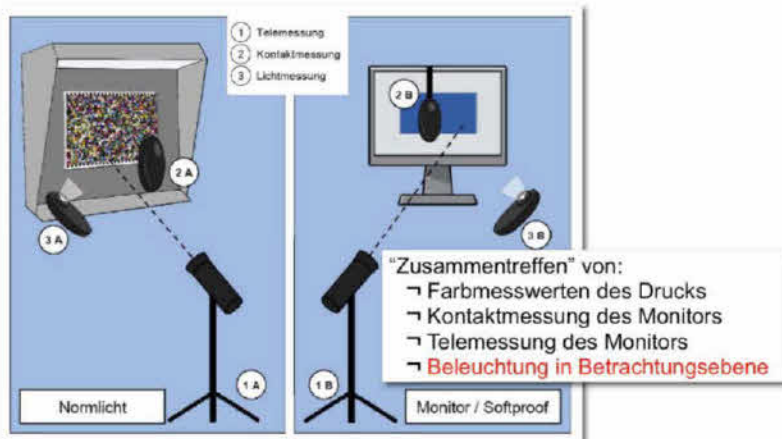 1 Telemessung
2 Kontaktmessung
3 Lichtmessung
2 B
2 A
3 A
3 B
"Zusammentreffen" von:
¬ Farbmesswerten des Drucks
¬ Kontaktmessung des Monitors
¬ Telemessung des Monitors
¬ Beleuchtung in Betrachtungsebene
1 A
1 B
Normlicht
Monitor / Softproof